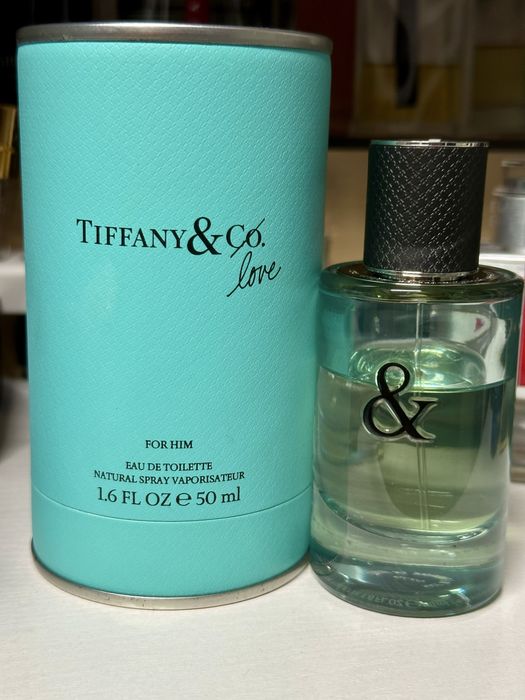 TIFFANY & Co.
love
FOR HIM
EAU DE TOILETTE
NATURAL SPRAY VAPORISATEUR
1.6 FL OZ e 50 ml
&